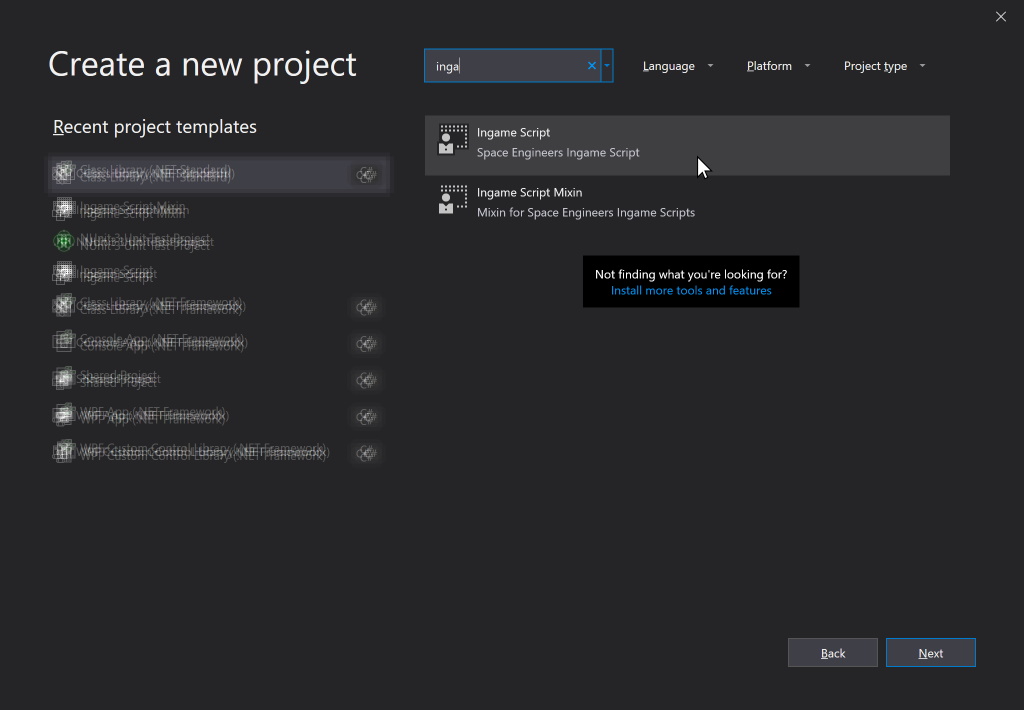 Create a new project
inga
Language
Platform
Project type
Recent project templates
Class Library (.NET Standard)
Ingame Script Mixin
NUnit 3 Unit Test Project
Ingame Script
Class Library (.NET Framework)
Console App (.NET Framework)
Shared Project
WPF App (.NET Framework)
WPF Custom Control Library (.NET Framework)
Ingame Script
Space Engineers Ingame Script
Ingame Script Mixin
Mixin for Space Engineers Ingame Scripts
Not finding what you're looking for?
Install more tools and features
Back
Next